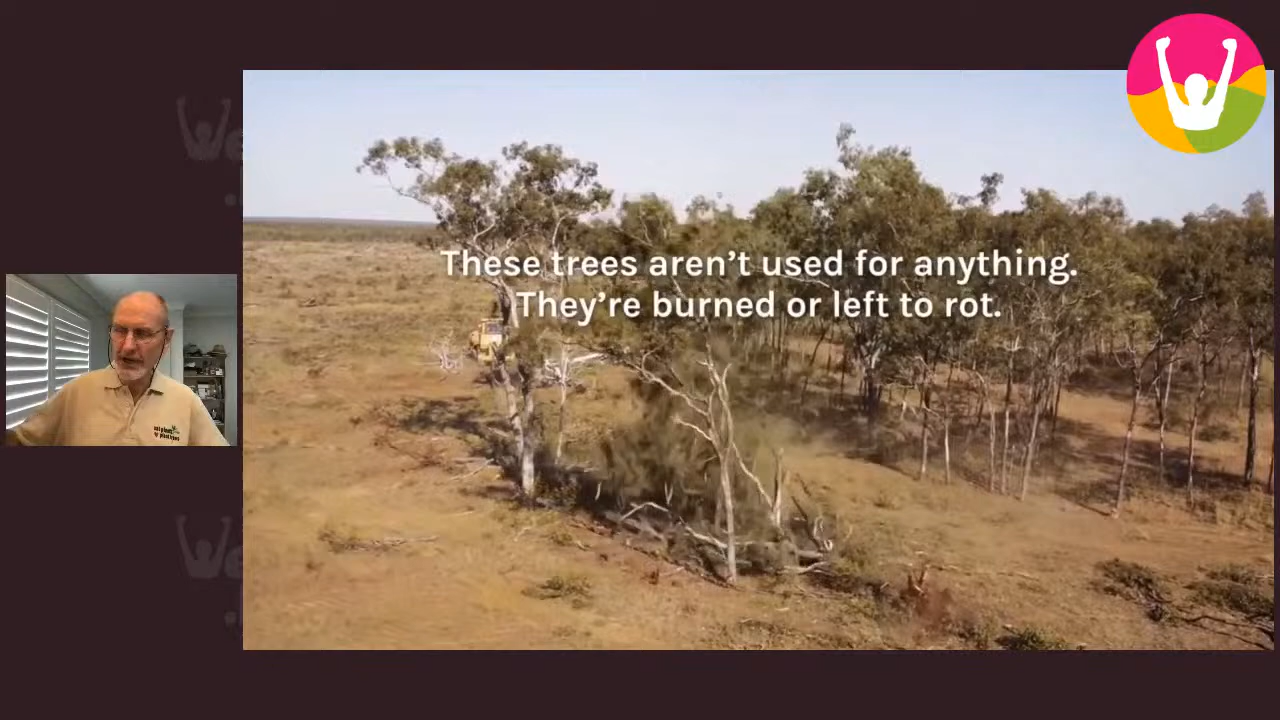 These trees aren't used for anything.
They're burned or left to rot.